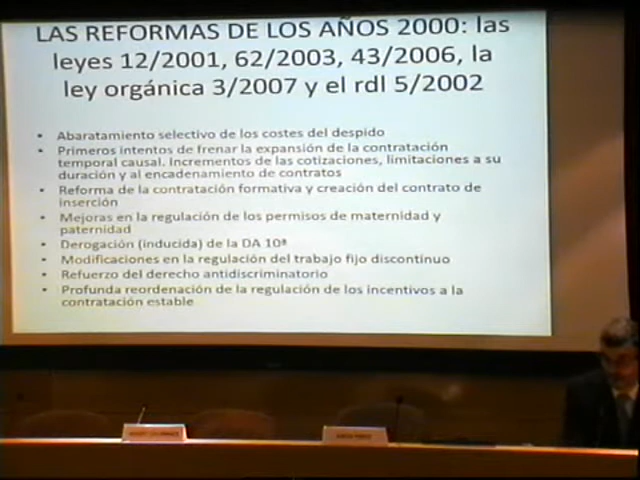 LAS REFORMAS DE LOS AÑOS 2000: las
leyes 12/2001, 62/2003, 43/2006, la
ley orgánica 3/2007 y el rdl 5/2002
• Abaratamiento selectivo de los costes del despido
• Primeros intentos de frenar la expansión de la contratación
temporal causal. Incrementos de las cotizaciones, limitaciones a su
duración y al encadenamiento de contratos
• Reforma de la contratación formativa y creación del contrato de
inserción
• Mejoras en la regulación de los permisos de maternidad y
paternidad
• Derogación (inducida) de la DA 10ª
• Modificaciones en la regulación del trabajo fijo discontinuo
• Refuerzo del derecho antidiscriminatorio
• Profunda reordenación de la regulación de los incentivos a la
contratación estable